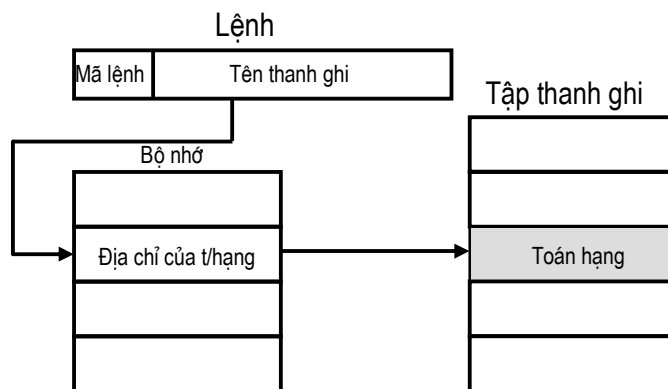 Lệnh
Mã lệnh
Tên thanh ghi
Tập thanh ghi
Bộ nhớ
Địa chỉ của t/hạng
Toán hạng